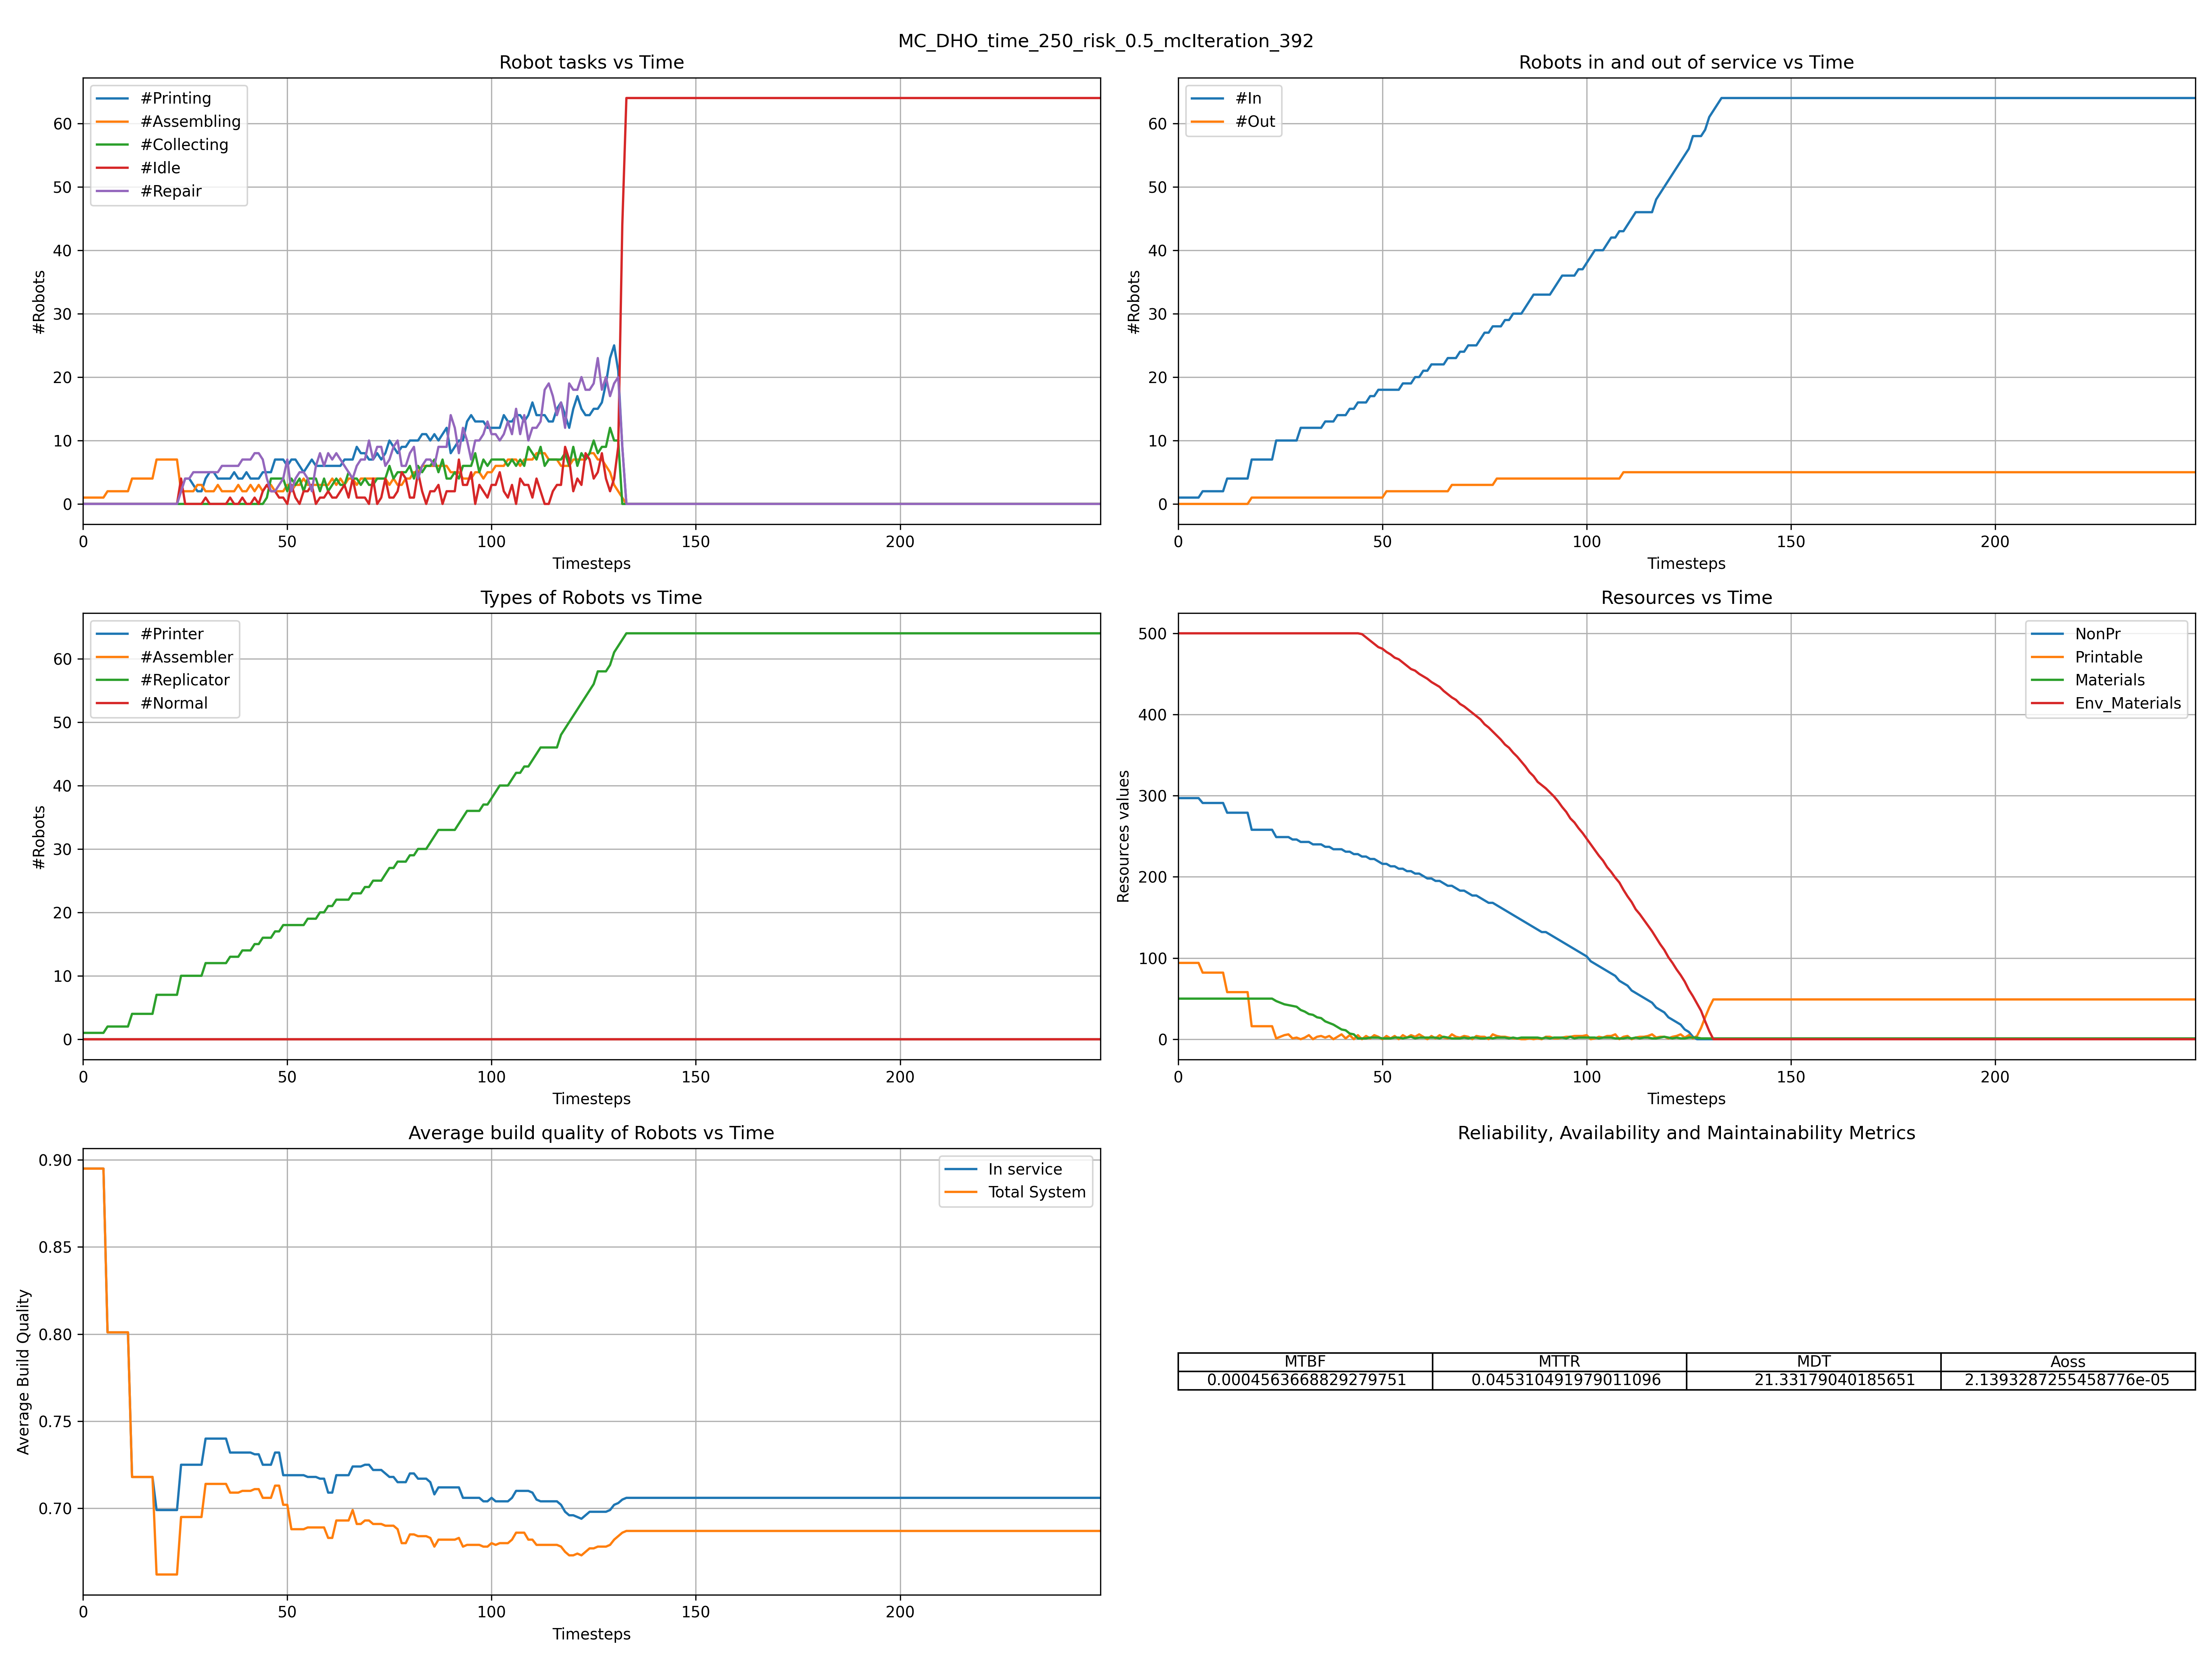 MC_DHO_time_250_risk_0.5_mcIteration_392
Robot tasks vs Time
#Printing
#Assembling
#Collecting
#Idle
#Repair
#Robots
60
50
40
30
20
10
0
0 50 100 150 200
Timesteps
Robots in and out of service vs Time
#In
#Out
#Robots
60
50
40
30
20
10
0
0 50 100 150 200
Timesteps
Types of Robots vs Time
#Printer
#Assembler
#Replicator
#Normal
#Robots
60
50
40
30
20
10
0
0 50 100 150 200
Timesteps
Resources vs Time
NonPr
Printable
Materials
Env_Materials
Resources values
500
400
300
200
100
0
0 50 100 150 200
Timesteps
Average build quality of Robots vs Time
In service
Total System
Average Build Quality
0.90
0.85
0.80
0.75
0.70
0 50 100 150 200
Timesteps
Reliability, Availability and Maintainability Metrics
MTBF MTTR MDT Aoss
0.0004563668829279751 0.045310491979011096 21.33179040185651 2.1393287255458776e-05